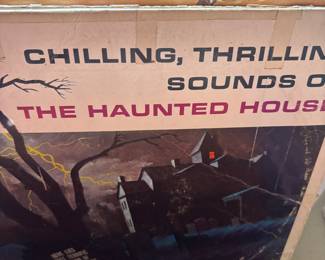 CHILLING, THRILLIN
SOUNDS O
THE HAUNTED HOUS